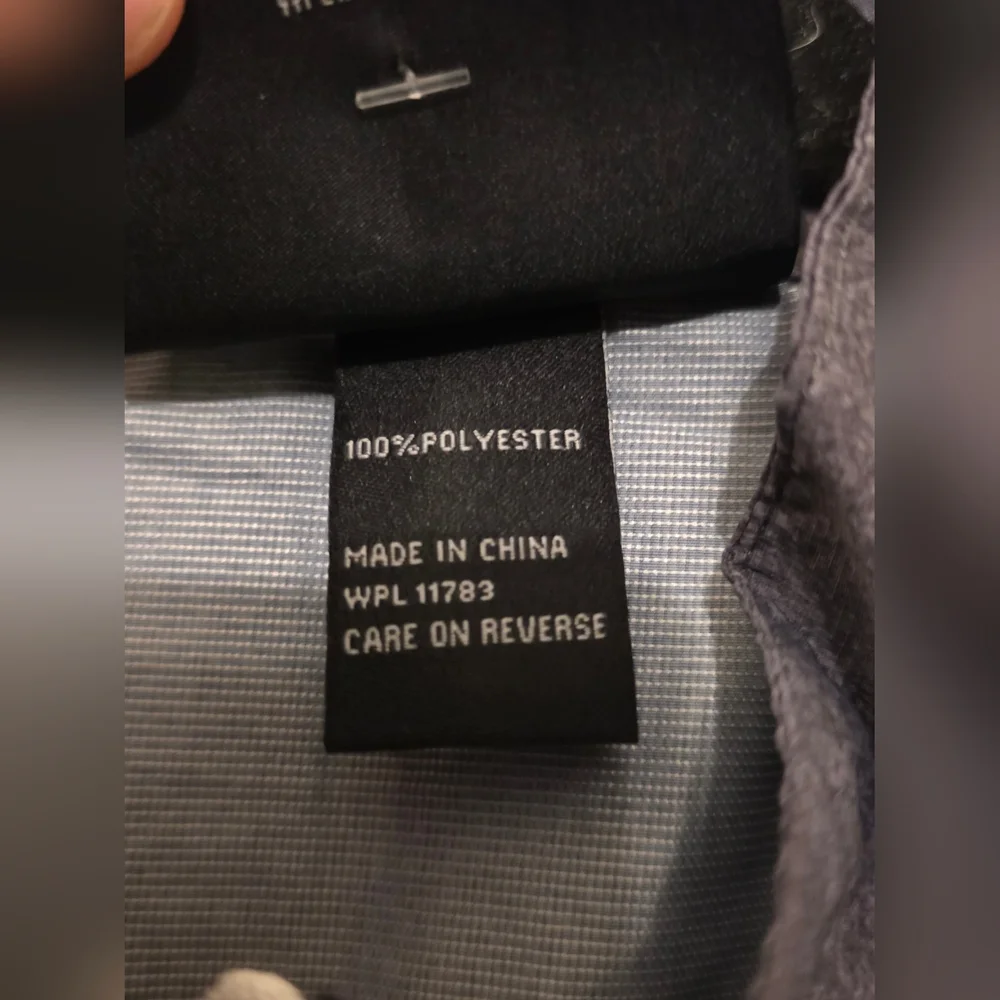 100%POLYESTER
MADE IN CHINA
WPL 11783
CARE ON REVERSE